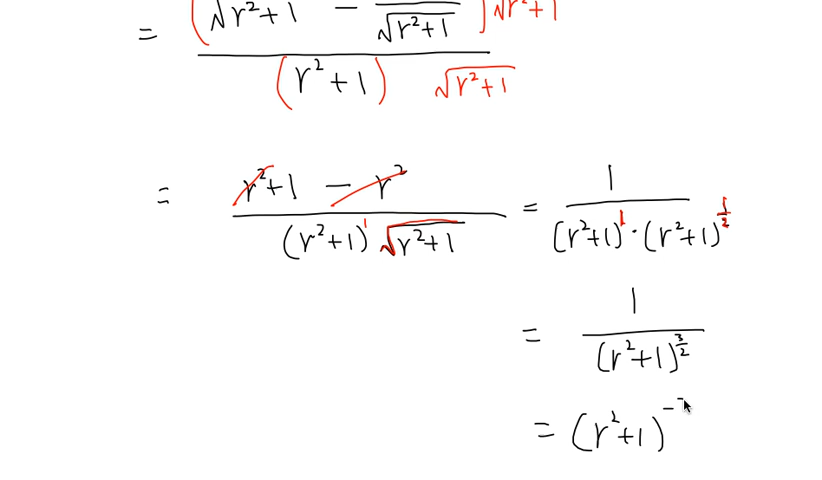 = (√r²+1 − ⁄√r²+1)√r²+1
(r²+1) √r²+1
= r²+1 − r² / (r²+1)¹ √r²+1 = 1 / (r²+1)¹ · (r²+1)^½
= 1 / (r²+1)^3/2
= (r²+1)^−